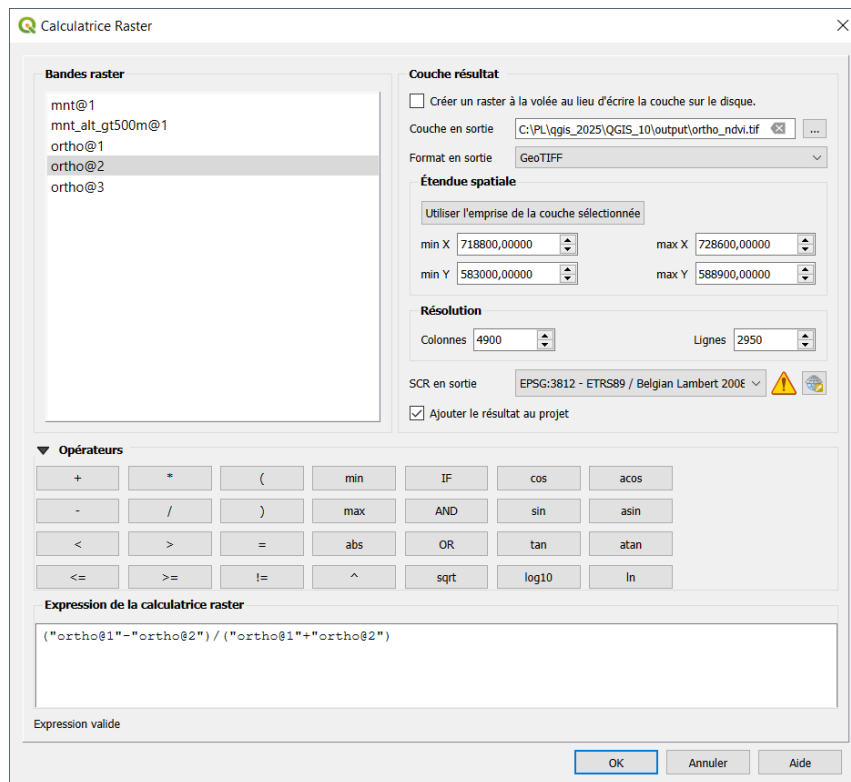 Calculatrice Raster
Bandes raster
mnt@1
mnt_alt_gt500m@1
ortho@1
ortho@2
ortho@3
Couche résultat
Créer un raster à la volée au lieu d'écrire la couche sur le disque.
Couche en sortie C:\PL\qgis_2025\QGIS_10\output\ortho_ndvi.tif ...
Format en sortie GeoTIFF
Étendue spatiale
Utiliser l'emprise de la couche sélectionnée
min X 718800,00000 max X 728600,00000
min Y 583000,00000 max Y 588900,00000
Résolution
Colonnes 4900 Lignes 2950
SCR en sortie EPSG:3812 - ETRS89 / Belgian Lambert 2008
Ajouter le résultat au projet
Opérateurs
+ * ( min IF cos acos
- / ) max AND sin asin
< > = abs OR tan atan
<= >= != ^ sqrt log10 ln
Expression de la calculatrice raster
("ortho@1"-"ortho@2")/("ortho@1"+"ortho@2")
Expression valide
OK Annuler Aide